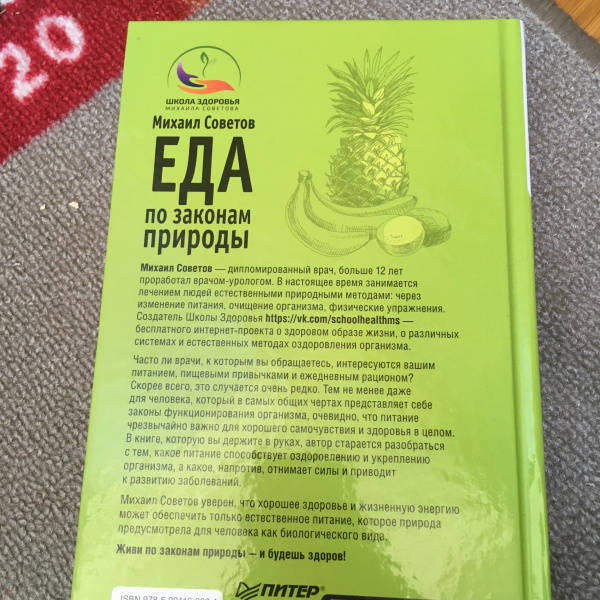 20
ШКОЛА ЗДОРОВЬЯ
МИХАИЛА СОВЕТОВА
Михаил Советов
ЕДА
по законам
природы
Михаил Советов — дипломированный врач, больше 12 лет
проработал врачом-урологом. В настоящее время занимается
лечением людей естественными природными методами: через
изменение питания, очищение организма, физические упражнения.
Создатель Школы Здоровья https://vk.com/schoolhealthms —
бесплатного интернет-проекта о здоровом образе жизни, о различных
системах и естественных методах оздоровления организма.
Часто ли врачи, к которым вы обращаетесь, интересуются вашим
питанием, пищевыми привычками и ежедневным рационом?
Скорее всего, это случается очень редко. Тем не менее даже
для человека, который в самых общих чертах представляет себе
законы функционирования организма, очевидно, что питание
чрезвычайно важно для хорошего самочувствия и здоровья в целом.
В книге, которую вы держите в руках, автор старается разобраться
с тем, какое питание способствует оздоровлению и укреплению
организма, а какое, напротив, отнимает силы и приводит
к развитию заболеваний.
Михаил Советов уверен, что хорошее здоровье и жизненную энергию
может обеспечить только естественное питание, которое природа
предусмотрела для человека как биологического вида.
Живи по законам природы – и будешь здоров!
ПИТЕР